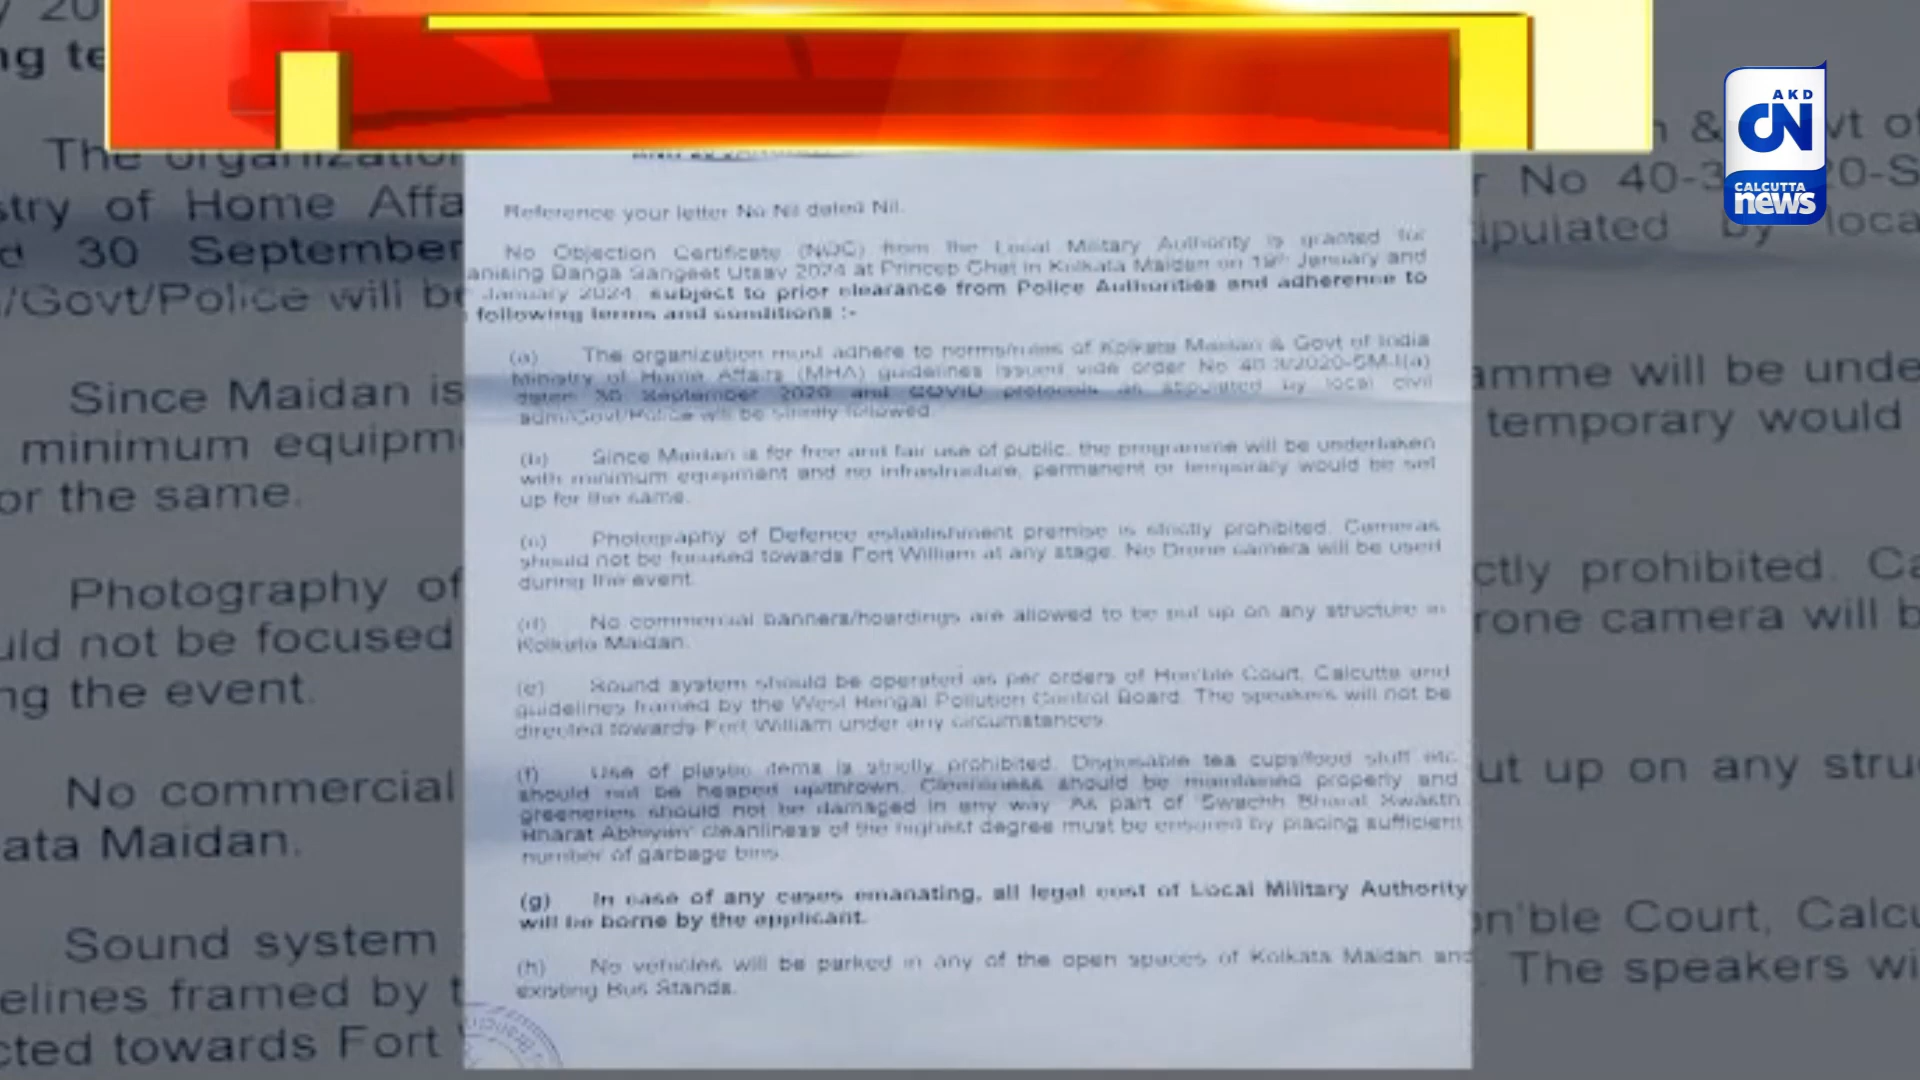 AKD
CN
CALCUTTA
news
Reference your letter No Nil dated Nil.
No Objection Certificate (NOC) from the Local Military Authority is granted for
anising Banga Sangeet Utsav 2024 at Princep Ghat in Kolkata Maidan on 19th January and
January 2024, subject to prior clearance from Police Authorities and adherence to
following terms and conditions :-
(a) The organization must adhere to norms/rules of Kolkata Maidan & Govt of India
Ministry of Home Affairs (MHA) guidelines issued vide order No 40-3/2020-DM-I(a)
dated 30 September 2020 and COVID protocols as stipulated by local civil
adm/Govt/Police will be strictly followed.
(b) Since Maidan is for free and fair use of public, the programme will be undertaken
with minimum equipment and no infrastructure, permanent or temporary would be set
up for the same.
(c) Photography of Defence establishment premise is strictly prohibited. Cameras
should not be focused towards Fort William at any stage. No Drone camera will be used
during the event.
(d) No commercial banners/hoardings are allowed to be put up on any structure in
Kolkata Maidan.
(e) Sound system should be operated as per orders of Hon'ble Court, Calcutta and
guidelines framed by the West Bengal Pollution Control Board. The speakers will not be
directed towards Fort William under any circumstances.
(f) Use of plastic items is strictly prohibited. Disposable tea cups/food stuff etc
should not be heaped up/thrown. Cleanliness should be maintained properly and
greeneries should not be damaged in any way. As part of 'Swachh Bharat Swasth
Bharat Abhiyan' cleanliness of the highest degree must be ensured by placing sufficient
number of garbage bins.
(g) In case of any cases emanating, all legal cost of Local Military Authority
will be borne by the applicant.
(h) No vehicles will be parked in any of the open spaces of Kolkata Maidan and
existing Bus Stands.